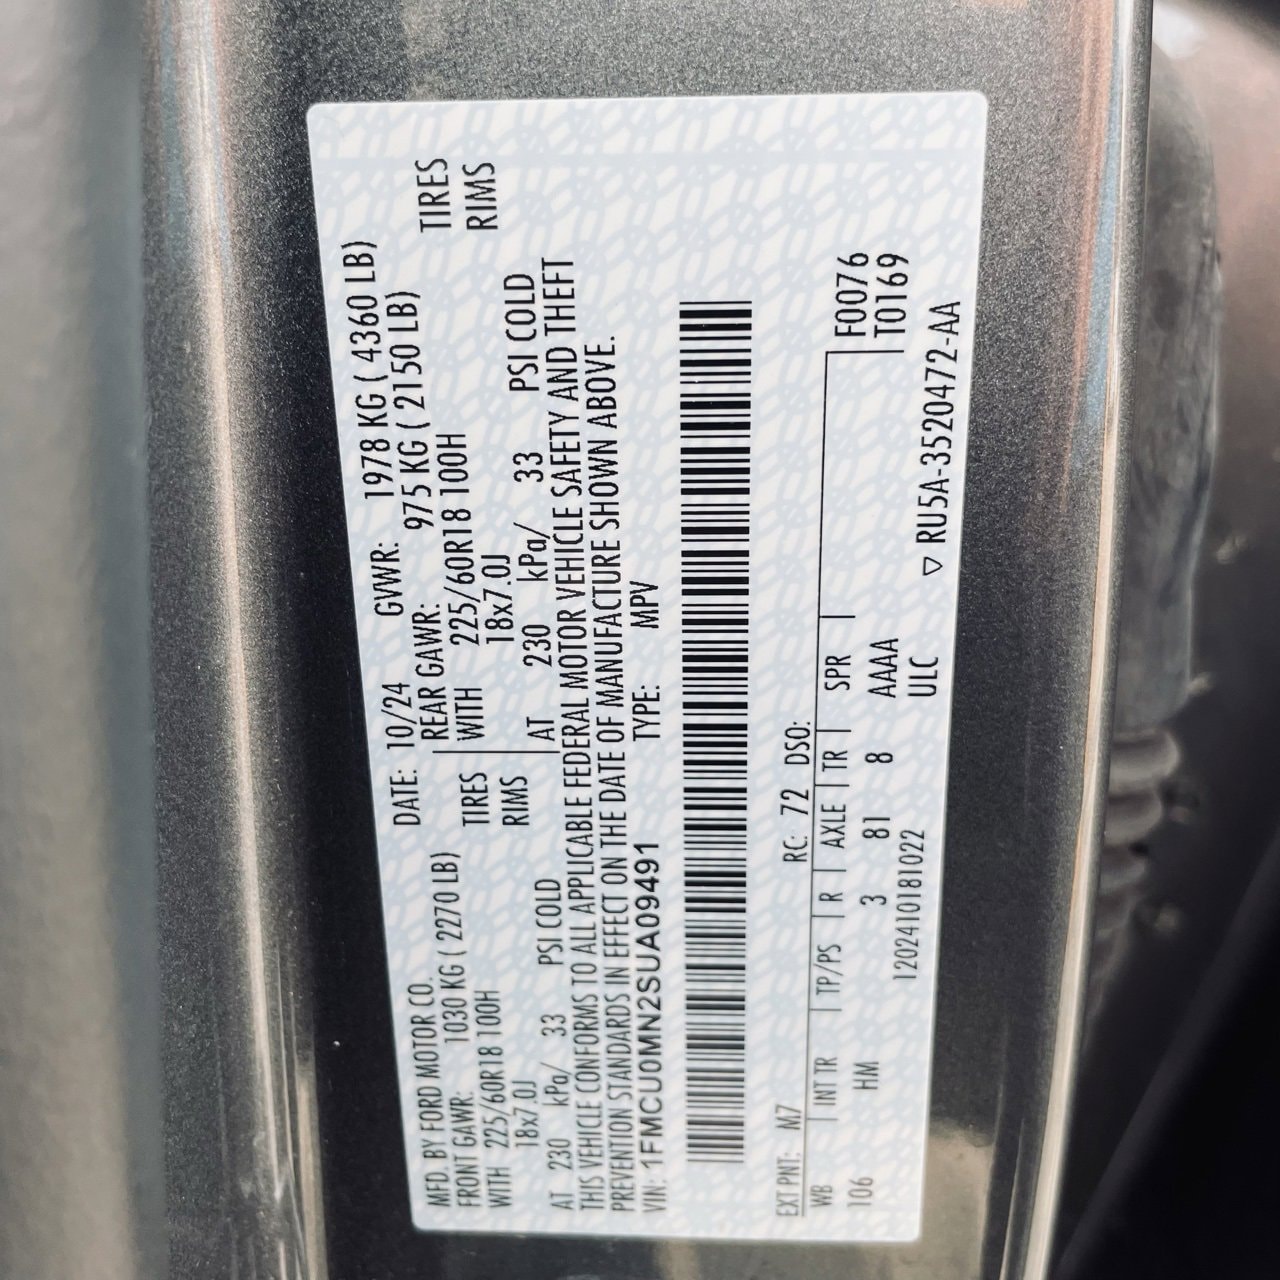 MFD. BY FORD MOTOR CO.
DATE: 10/24 GVWR: 1978 KG ( 4360 LB)
FRONT GAWR: 1030 KG ( 2270 LB) REAR GAWR: 975 KG ( 2150 LB)
WITH 225/60R18 100H TIRES WITH 225/60R18 100H TIRES
18x7.0J RIMS 18x7.0J RIMS
AT 230 kPa/ 33 PSI COLD AT 230 kPa/ 33 PSI COLD
THIS VEHICLE CONFORMS TO ALL APPLICABLE FEDERAL MOTOR VEHICLE SAFETY AND THEFT
PREVENTION STANDARDS IN EFFECT ON THE DATE OF MANUFACTURE SHOWN ABOVE.
VIN: 1FMCU0MN2SUA09491 TYPE: MPV
EXT PNT: M7 RC: 72 DSO:
F0076
WB INT TR TP/PS R AXLE TR SPR
T0169
106 HM 3 81 8 AAAA
1202410181022 ULC ▽ RU5A-3520472-AA